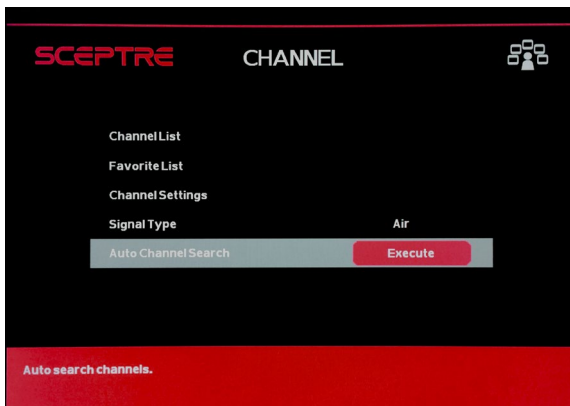 SCEPTRE CHANNEL
Channel List
Favorite List
Channel Settings
Signal Type Air
Auto Channel Search Execute
Auto search channels.